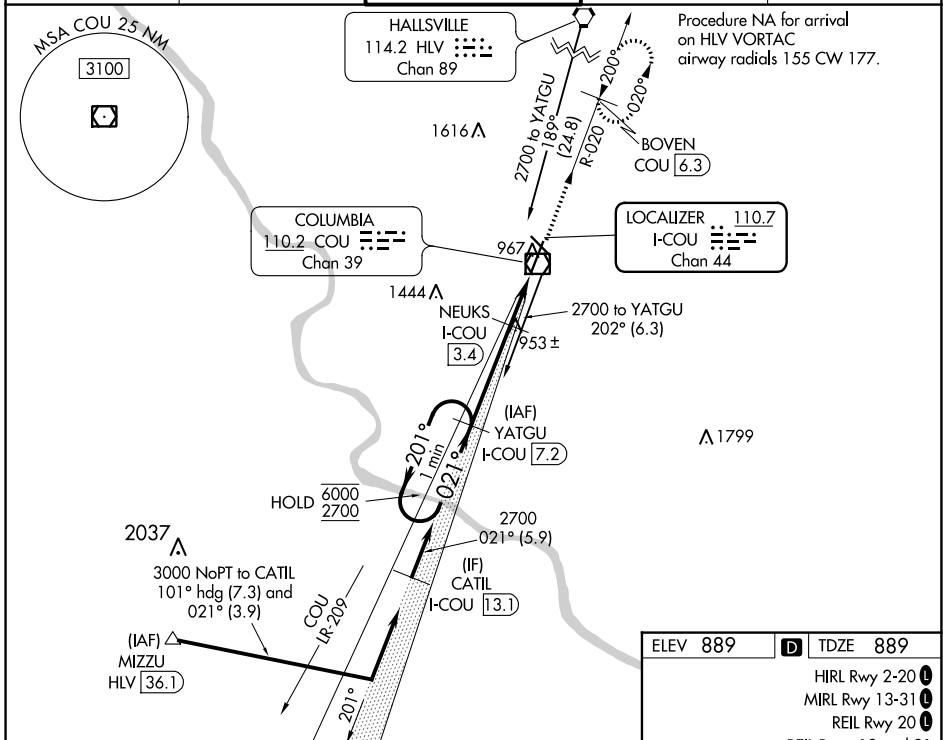 MSA COU 25 NM
3100
HALLSVILLE
114.2 HLV
Chan 89
Procedure NA for arrival
on HLV VORTAC
airway radials 155 CW 177.
2700 to YATGU
189°
(24.8)
200°
020°
R-020
1616
BOVEN
COU 6.3
COLUMBIA
110.2 COU
Chan 39
967
LOCALIZER 110.7
I-COU
Chan 44
1444
NEUKS
I-COU
3.4
2700 to YATGU
202° (6.3)
953 ±
(IAF)
YATGU
I-COU 7.2
1799
201°
1 min
021°
HOLD 6000
2700
2700
021° (5.9)
2037
3000 NoPT to CATIL
101° hdg (7.3) and
021° (3.9)
(IF)
CATIL
I-COU 13.1
COU
LR-209
(IAF)
MIZZU
HLV 36.1
201°
ELEV 889 D TDZE 889
HIRL Rwy 2-20 L
MIRL Rwy 13-31 L
REIL Rwy 20 L